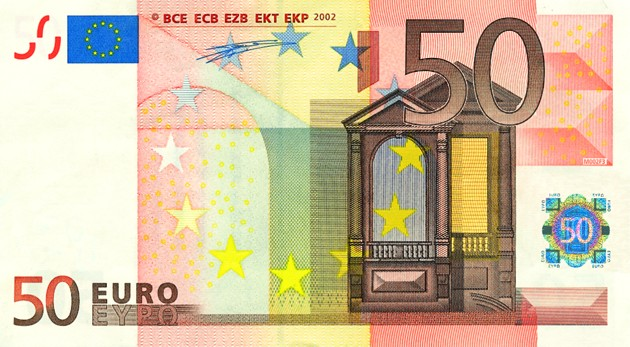 © BCE ECB EZB EKT EKP 2002
50
50
50 EURO
ΕΥΡΩ